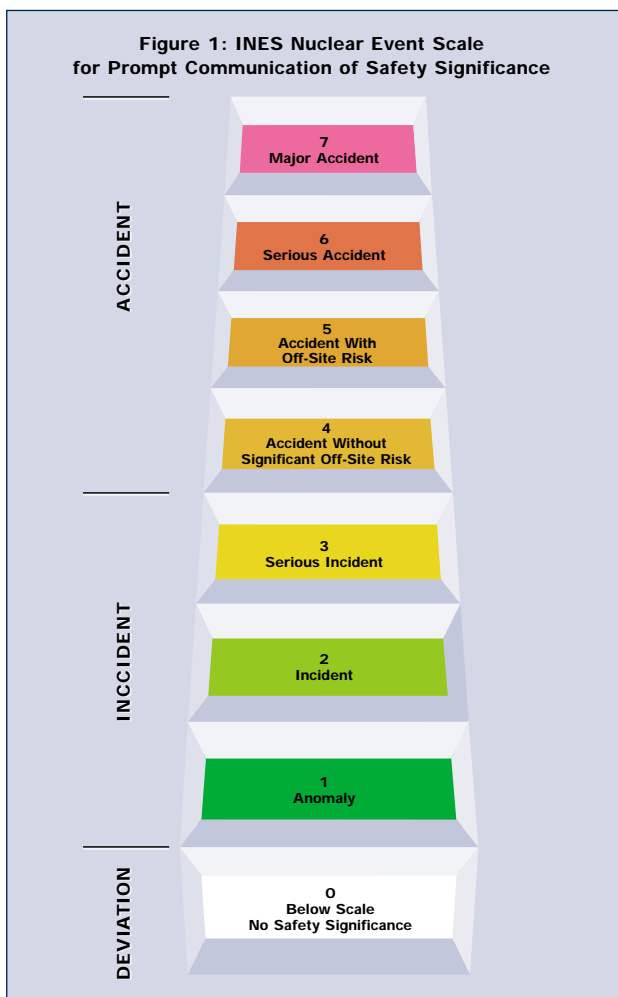 Figure 1: INES Nuclear Event Scale
for Prompt Communication of Safety Significance
ACCIDENT
7
Major Accident
6
Serious Accident
5
Accident With
Off-Site Risk
4
Accident Without
Significant Off-Site Risk
INCCIDENT
3
Serious Incident
2
Incident
1
Anomaly
DEVIATION
0
Below Scale
No Safety Significance